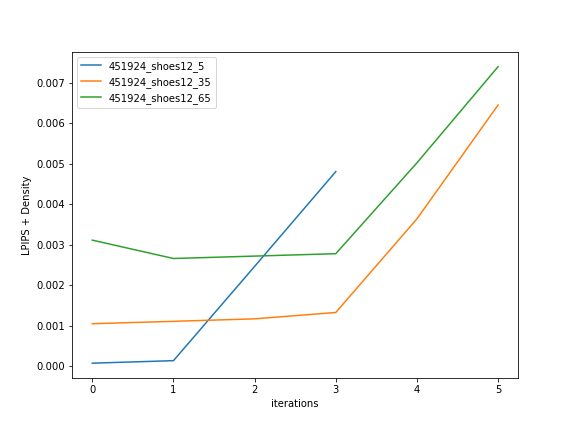 451924_shoes12_5
451924_shoes12_35
451924_shoes12_65
LPIPS + Density
0.007
0.006
0.005
0.004
0.003
0.002
0.001
0.000
0 1 2 3 4 5
iterations